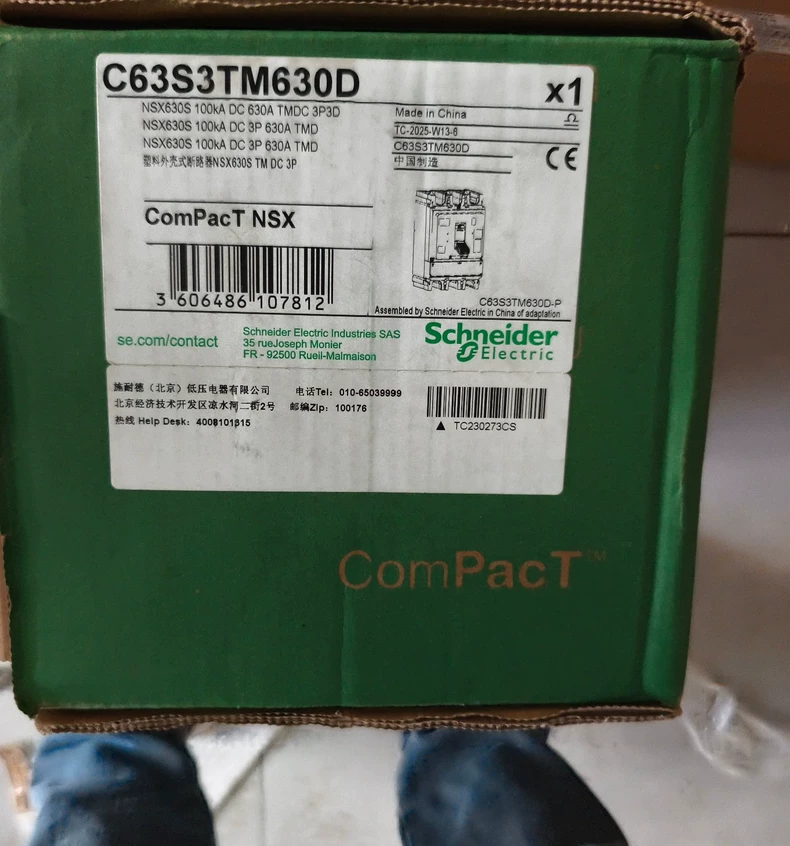 C63S3TM630D
x1
NSX630S 100kA DC 630A TMDC 3P3D
NSX630S 100kA DC 3P 630A TMD
NSX630S 100kA DC 3P 630A TMD
塑料外壳式断路器NSX630S TM DC 3P
Made in China
TC-2025-W13-6
C63S3TM630D
中国制造
CE
ComPacT NSX
3 606486 107812
C63S3TM630D-P
Assembled by Schneider Electric in China of adaptation
se.com/contact
Schneider Electric Industries SAS
35 rueJoseph Monier
FR - 92500 Rueil-Malmaison
Schneider
Electric
施耐德（北京）低压电器有限公司 电话Tel: 010-65039999
北京经济技术开发区凉水河二街2号 邮编Zip: 100176
热线 Help Desk: 4008101315
▲ TC230273CS
ComPacT™